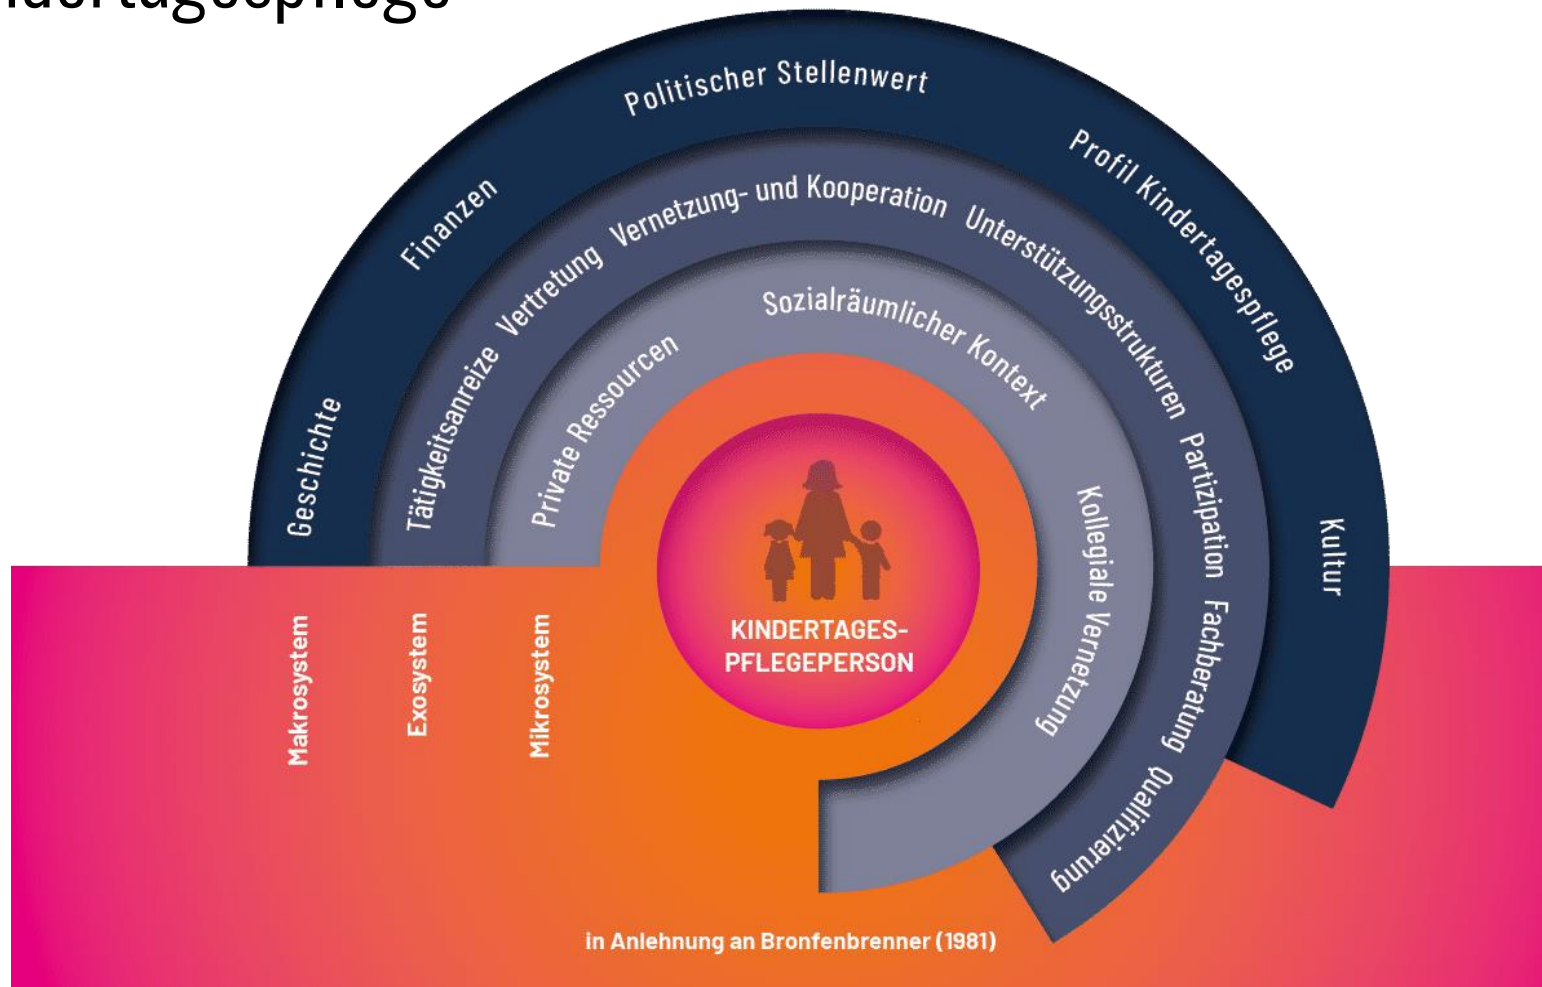 Politischer Stellenwert
Profil Kindertagespflege
Finanzen
Geschichte
Kultur
Tätigkeitsanreize
Vertretung
Vernetzung- und Kooperation
Unterstützungsstrukturen
Partizipation
Fachberatung
Qualifizierung
Private Ressourcen
Sozialräumlicher Kontext
Kollegiale Vernetzung
KINDERTAGES-
PFLEGEPERSON
Makrosystem
Exosystem
Mikrosystem
in Anlehnung an Bronfenbrenner (1981)